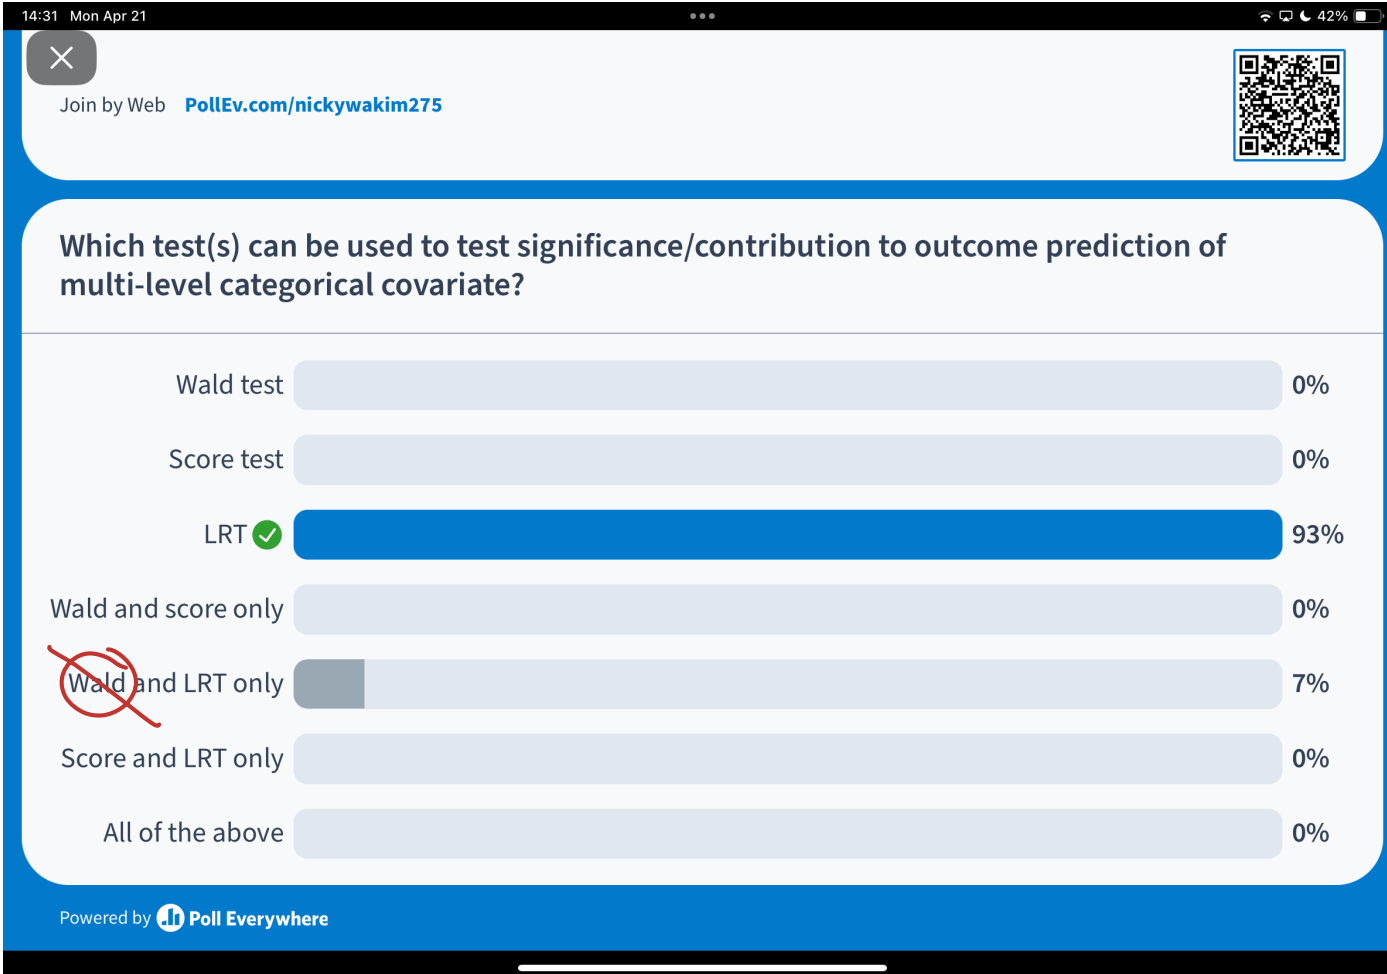 14:31 Mon Apr 21
42%
Join by Web PollEv.com/nickywakim275
Which test(s) can be used to test significance/contribution to outcome prediction of
multi-level categorical covariate?
Wald test 0%
Score test 0%
LRT 93%
Wald and score only 0%
Wald and LRT only 7%
Score and LRT only 0%
All of the above 0%
Powered by Poll Everywhere